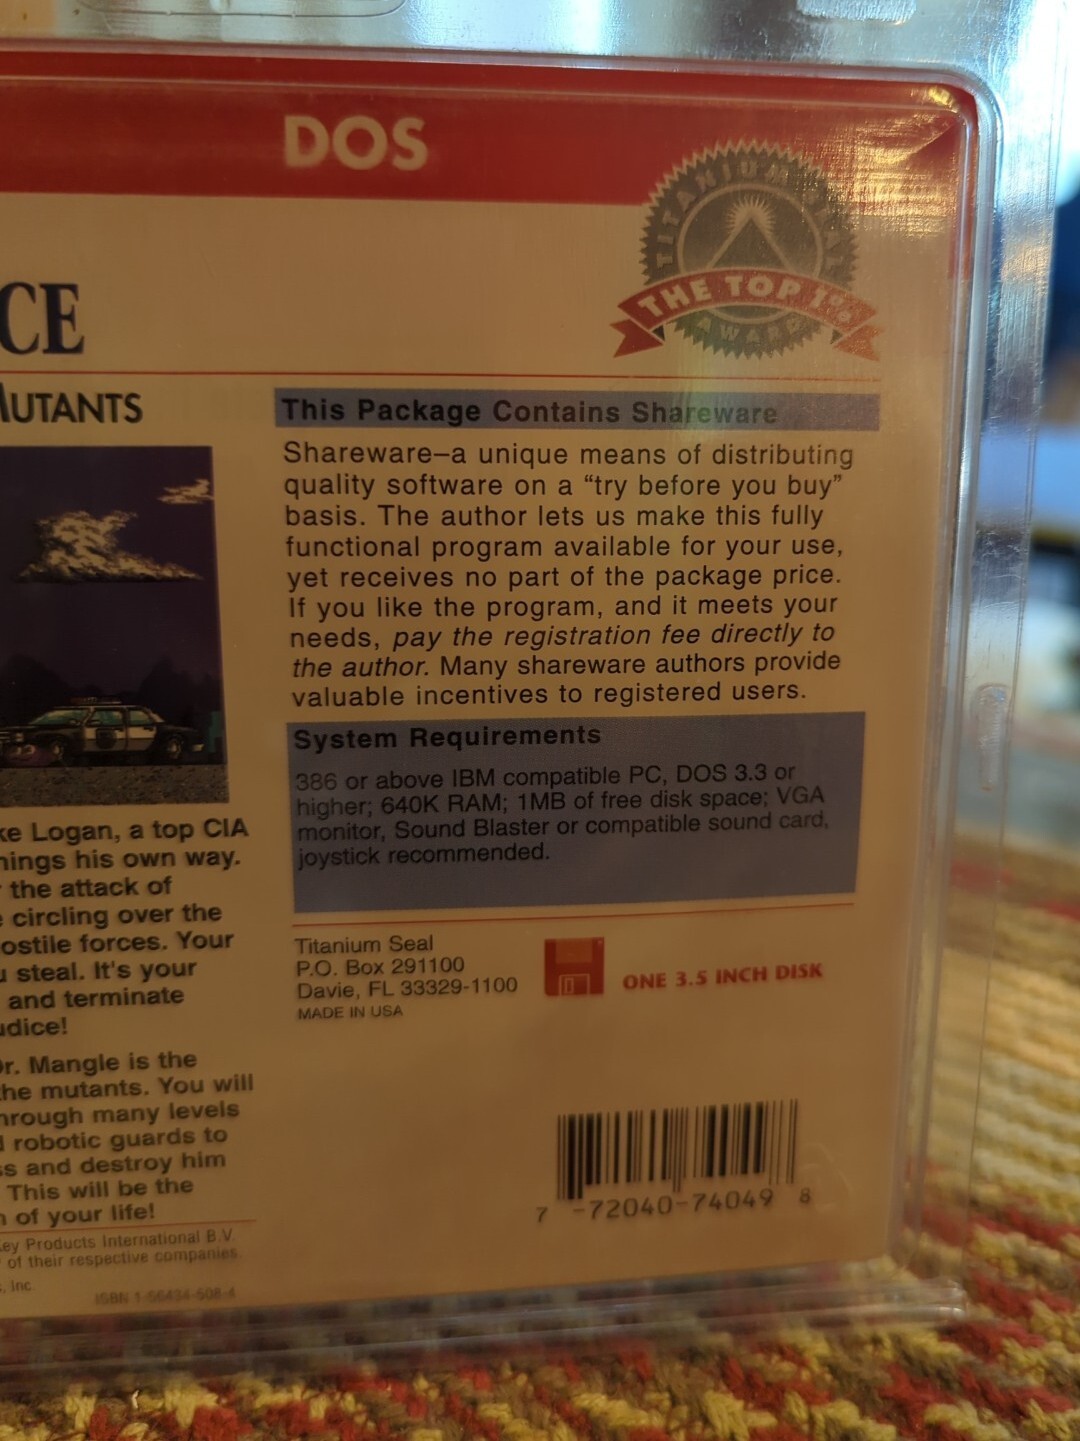 DOS
TITANIUM SEAL
THE TOP 1%
AWARD
CE
MUTANTS
This Package Contains Shareware
Shareware–a unique means of distributing
quality software on a “try before you buy”
basis. The author lets us make this fully
functional program available for your use,
yet receives no part of the package price.
If you like the program, and it meets your
needs, pay the registration fee directly to
the author. Many shareware authors provide
valuable incentives to registered users.
System Requirements
386 or above IBM compatible PC, DOS 3.3 or
higher; 640K RAM; 1MB of free disk space; VGA
monitor, Sound Blaster or compatible sound card,
joystick recommended.
Titanium Seal
P.O. Box 291100
Davie, FL 33329-1100
MADE IN USA
ONE 3.5 INCH DISK
7 -72040-74049 8
ke Logan, a top CIA
hings his own way.
the attack of
circling over the
ostile forces. Your
u steal. It's your
and terminate
udice!
Dr. Mangle is the
the mutants. You will
hrough many levels
robotic guards to
ss and destroy him
This will be the
of your life!
ey Products International B.V.
of their respective companies.
, Inc.
ISBN 1-56434-508-4